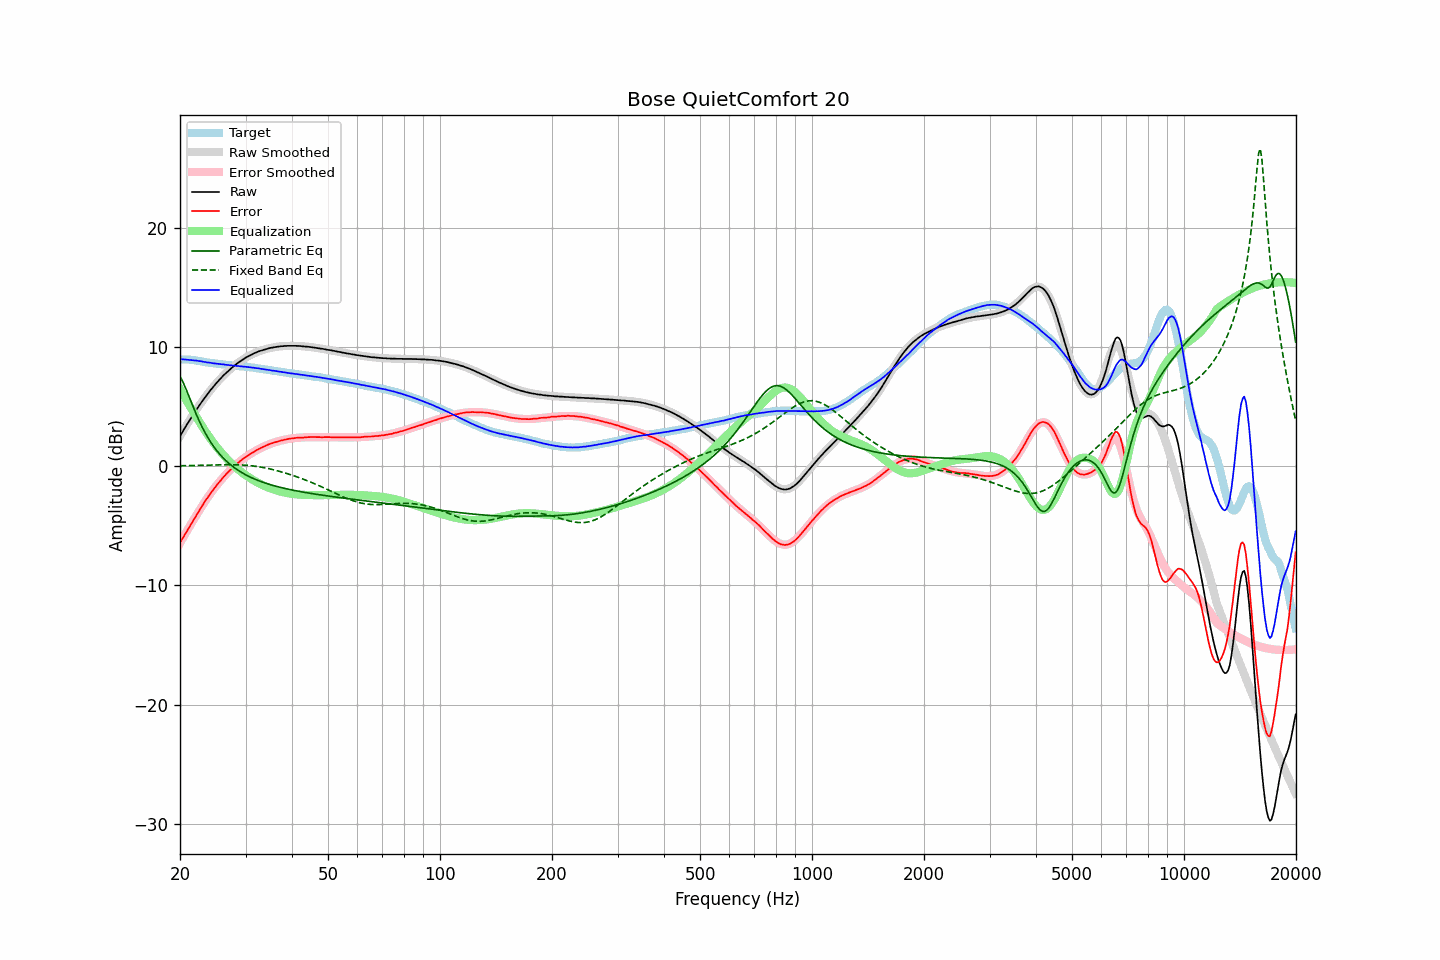 Bose QuietComfort 20
Target
Raw Smoothed
Error Smoothed
Raw
Error
Equalization
Parametric Eq
Fixed Band Eq
Equalized
Amplitude (dBr)
20
10
0
−10
−20
−30
20 50 100 200 500 1000 2000 5000 10000 20000
Frequency (Hz)